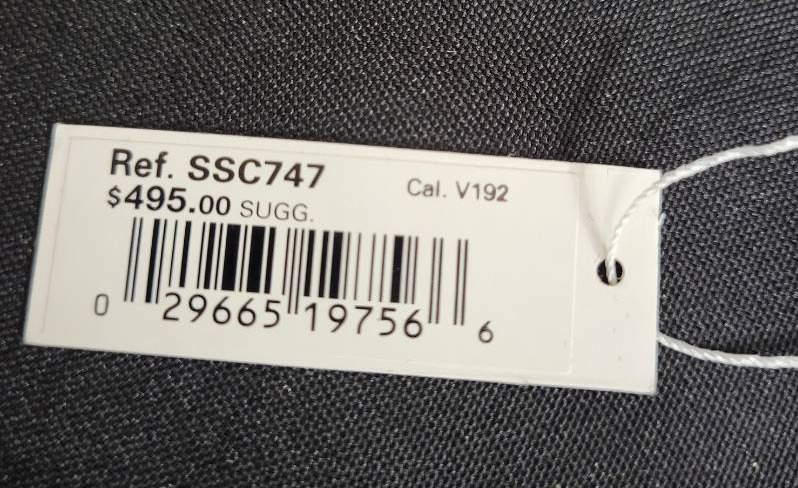 Ref. SSC747
Cal. V192
$495.00 SUGG.
0 29665 19756 6